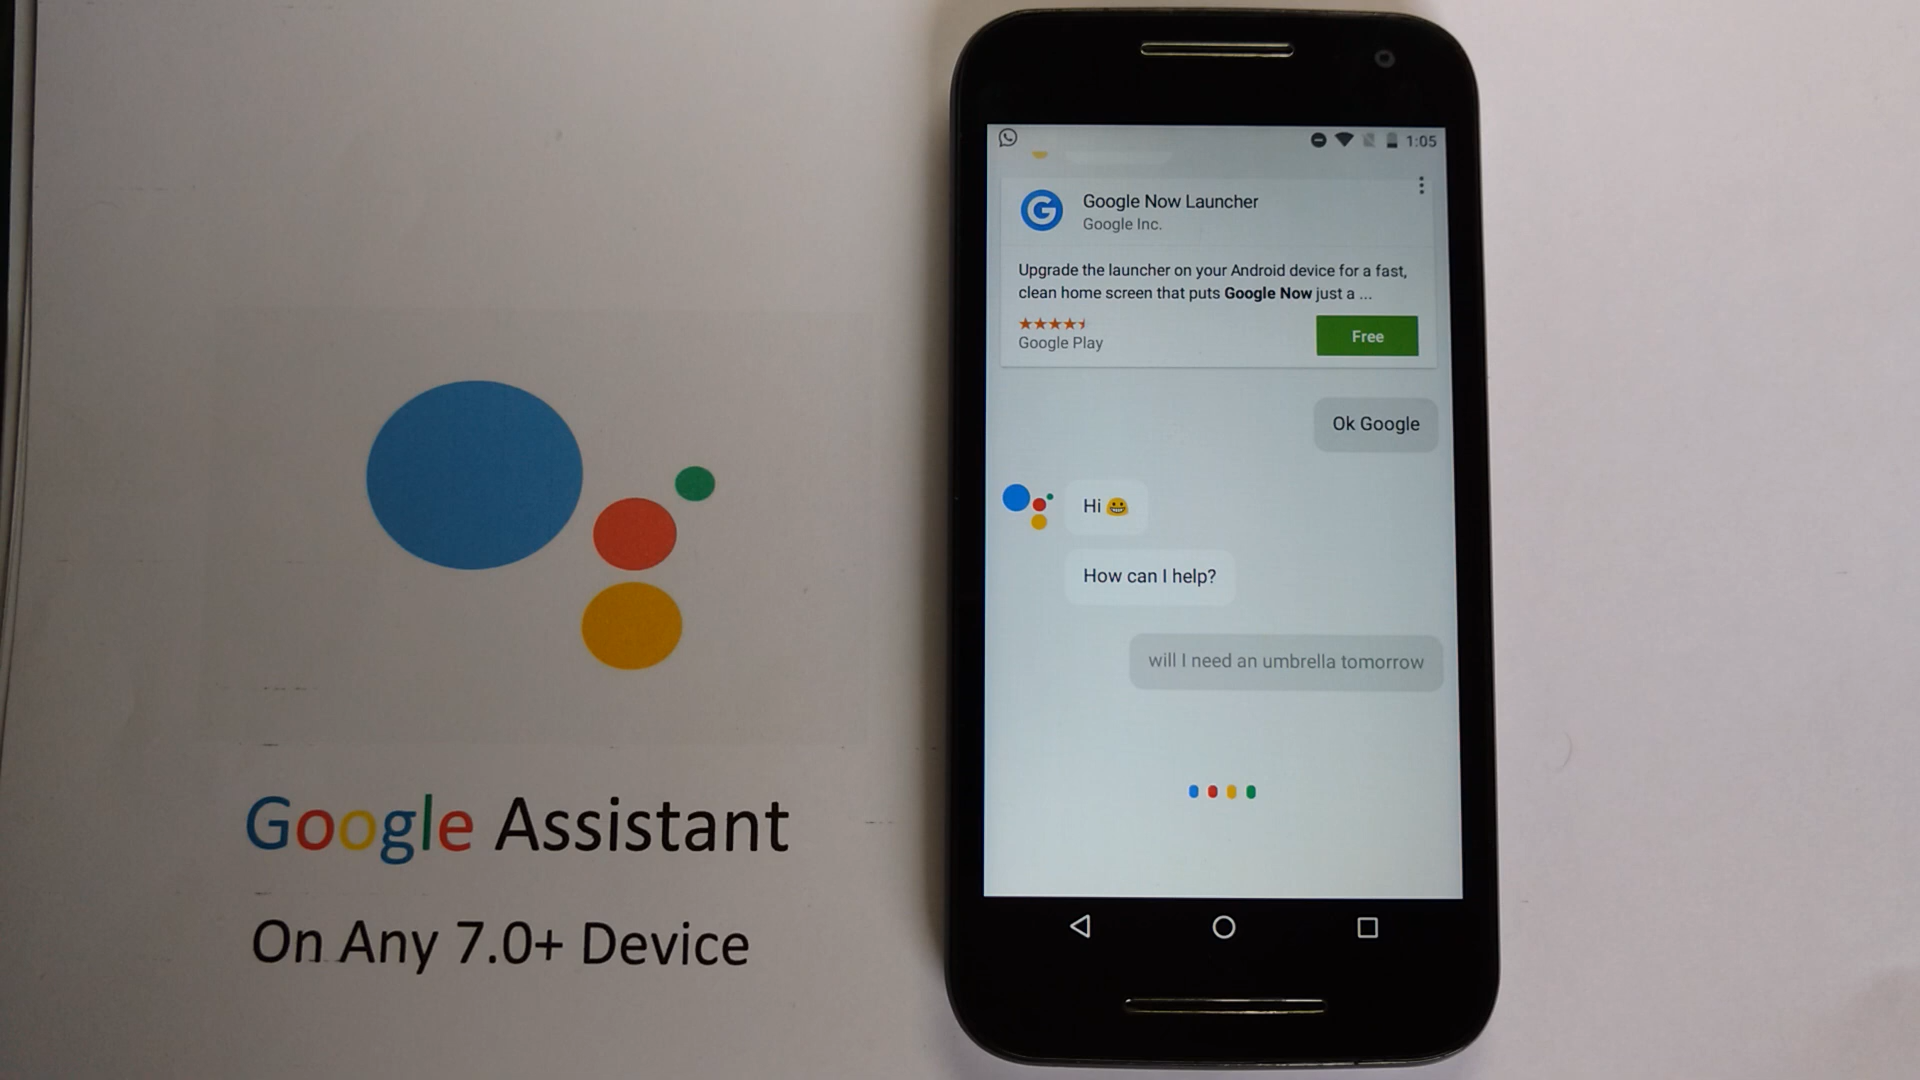 Google Assistant
On Any 7.0+ Device
1:05
Google Now Launcher
Google Inc.
Upgrade the launcher on your Android device for a fast,
clean home screen that puts Google Now just a ...
Google Play
Free
Ok Google
Hi 😀
How can I help?
will I need an umbrella tomorrow